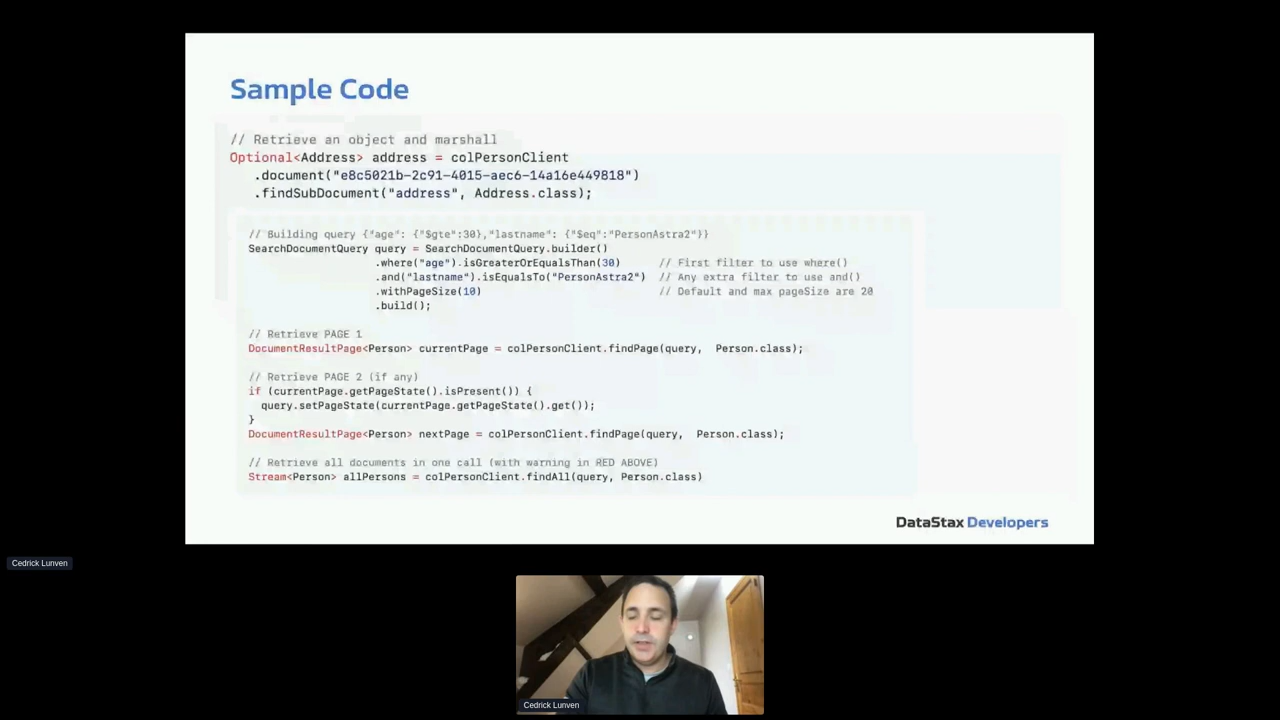 Sample Code
// Retrieve an object and marshall
Optional<Address> address = colPersonClient
.document("e8c5021b-2c91-4015-aec6-14a16e449818")
.findSubDocument("address", Address.class);
// Building query {"age": {"$gte":30},"lastname": {"$eq":"PersonAstra2"}}
SearchDocumentQuery query = SearchDocumentQuery.builder()
.where("age").isGreaterOrEqualsThan(30) // First filter to use where()
.and("lastname").isEqualsTo("PersonAstra2") // Any extra filter to use and()
.withPageSize(10) // Default and max pageSize are 20
.build();
// Retrieve PAGE 1
DocumentResultPage<Person> currentPage = colPersonClient.findPage(query, Person.class);
// Retrieve PAGE 2 (if any)
if (currentPage.getPageState().isPresent()) {
query.setPageState(currentPage.getPageState().get());
}
DocumentResultPage<Person> nextPage = colPersonClient.findPage(query, Person.class);
// Retrieve all documents in one call (with warning in RED ABOVE)
Stream<Person> allPersons = colPersonClient.findAll(query, Person.class)
DataStax Developers
Cedrick Lunven
Cedrick Lunven